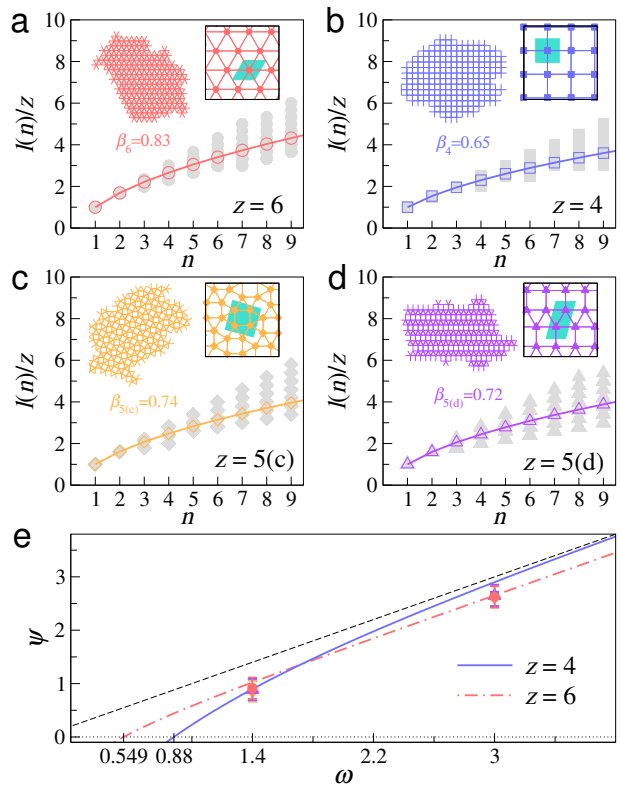 a
b
I(n)/z
10
8
6
4
2
0
β6=0.83
z = 6
1 2 3 4 5 6 7 8 9
n
β4=0.65
z = 4
1 2 3 4 5 6 7 8 9
n
c
d
I(n)/z
10
8
6
4
2
0
β5(c)=0.74
z = 5(c)
1 2 3 4 5 6 7 8 9
n
β5(d)=0.72
z = 5(d)
1 2 3 4 5 6 7 8 9
n
e
ψ
3
2
1
0
z = 4
z = 6
0.549 0.88 1.4 2.2 3
ω